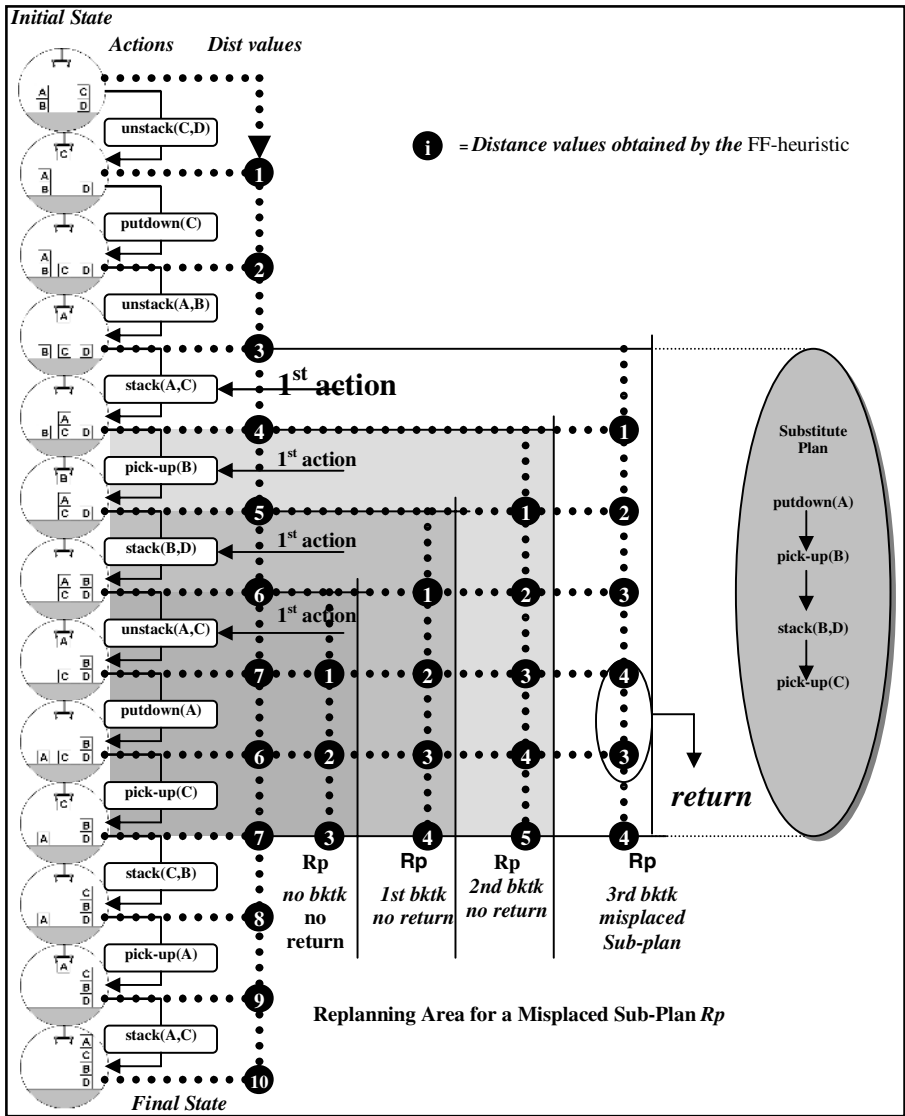 Initial State
Actions Dist values
A C
B D
unstack(C,D)
C
i = Distance values obtained by the FF-heuristic
A
B D
1
putdown(C)
A
B C D
2
unstack(A,B)
A
B C D
3
stack(A,C)
1st action
A
B C D
4 1
Substitute
Plan
pick-up(B)
1st action
B
A
C D
5 1 2
putdown(A)
stack(B,D)
1st action
pick-up(B)
A B
C D
6 1 2 3
unstack(A,C)
1st action
stack(B,D)
A
B
C D
7 1 2 3 4
pick-up(C)
putdown(A)
B
A C D
6 2 3 4 3
return
pick-up(C)
C
B
A D
7 3 4 5 4
Rp Rp Rp Rp
no bktk 1st bktk 2nd bktk 3rd bktk
no no return no return misplaced
return Sub-plan
stack(C,B)
C
B
A D
8
pick-up(A)
A
C
B
D
9
Replanning Area for a Misplaced Sub-Plan Rp
stack(A,C)
A
C
B
D
10
Final State